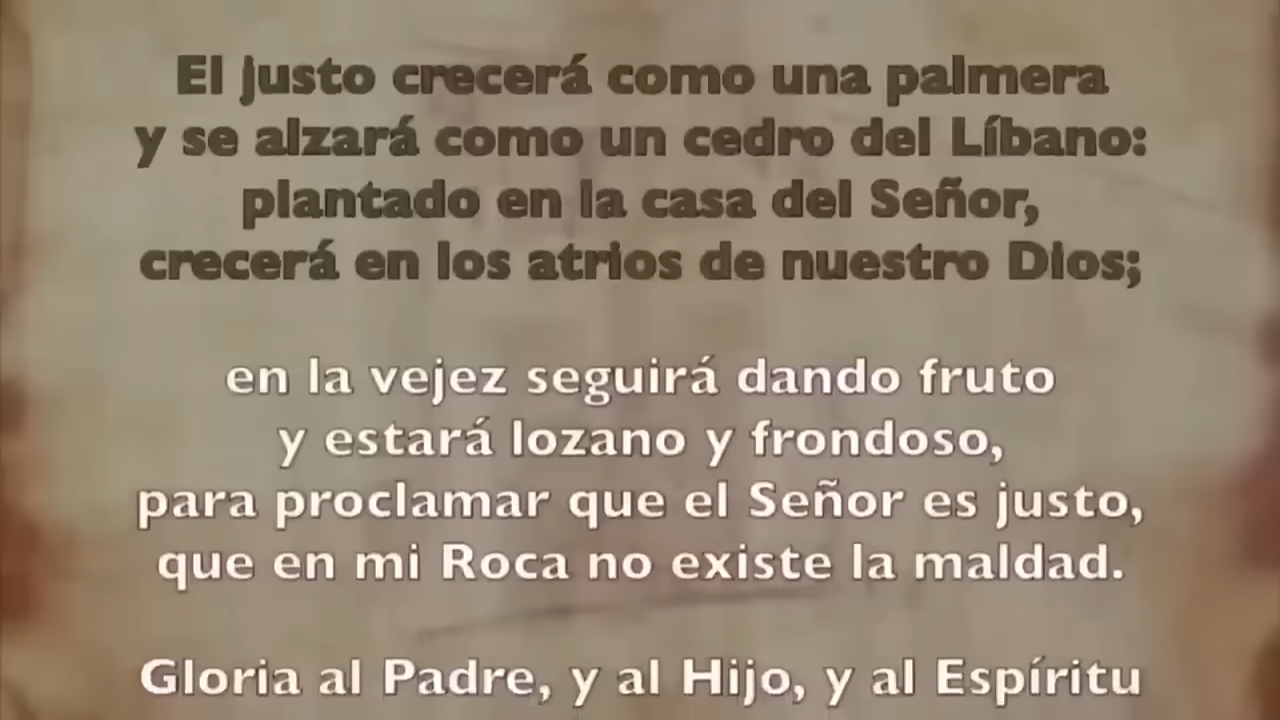 El justo crecerá como una palmera
y se alzará como un cedro del Líbano:
plantado en la casa del Señor,
crecerá en los atrios de nuestro Dios;
en la vejez seguirá dando fruto
y estará lozano y frondoso,
para proclamar que el Señor es justo,
que en mi Roca no existe la maldad.
Gloria al Padre, y al Hijo, y al Espíritu